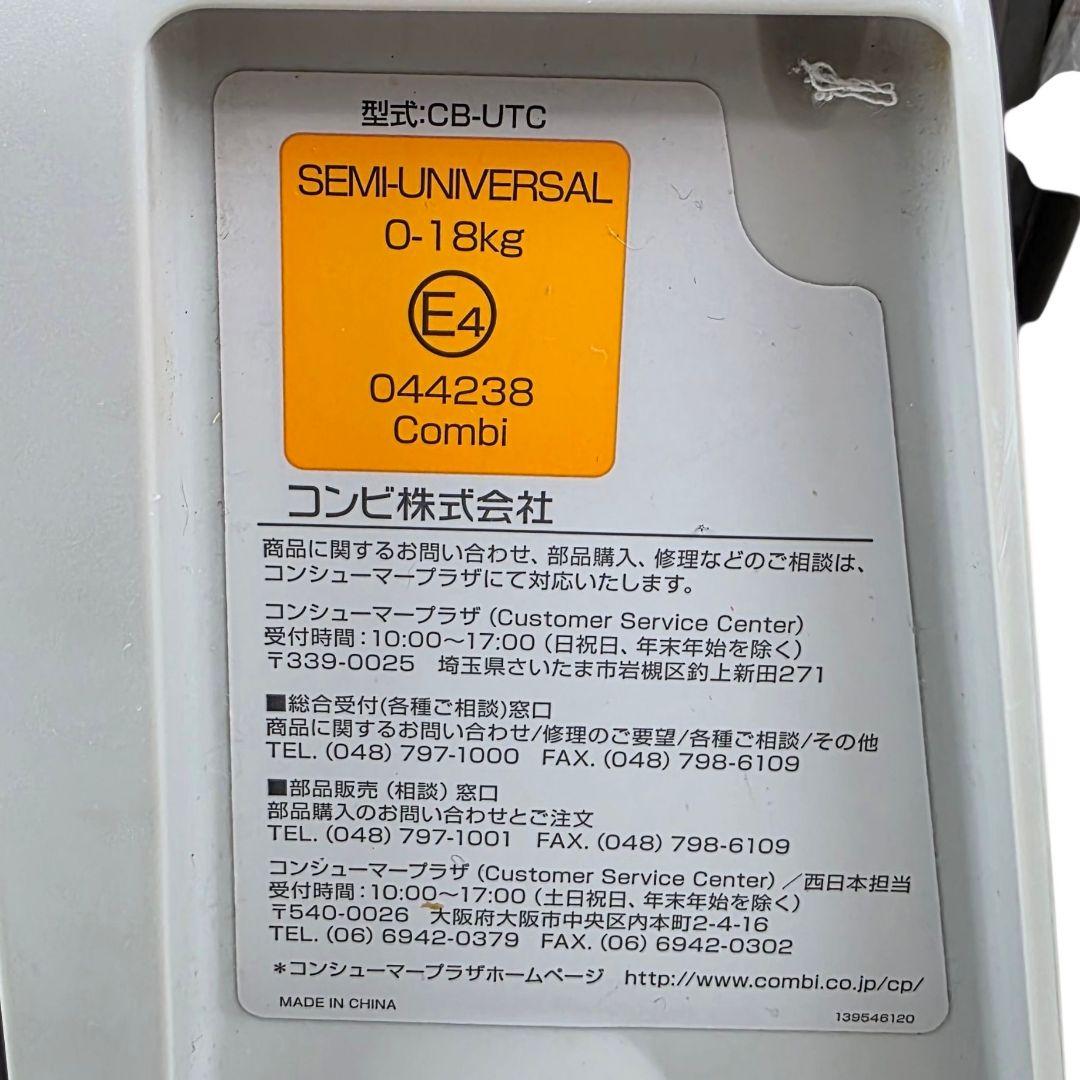 型式:CB-UTC
SEMI-UNIVERSAL
0-18kg
E4
044238
Combi
コンビ株式会社
商品に関するお問い合わせ、部品購入、修理などのご相談は、
コンシューマープラザにて対応いたします。
コンシューマープラザ (Customer Service Center)
受付時間：10:00～17:00 (日祝日、年末年始を除く)
〒339-0025 埼玉県さいたま市岩槻区釣上新田271
■総合受付(各種ご相談)窓口
商品に関するお問い合わせ/修理のご要望/各種ご相談/その他
TEL. (048) 797-1000 FAX. (048) 798-6109
■部品販売 (相談) 窓口
部品購入のお問い合わせとご注文
TEL. (048) 797-1001 FAX. (048) 798-6109
コンシューマープラザ (Customer Service Center) ／西日本担当
受付時間：10:00～17:00 (土日祝日、年末年始を除く)
〒540-0026 大阪府大阪市中央区内本町2-4-16
TEL. (06) 6942-0379 FAX. (06) 6942-0302
＊コンシューマープラザホームページ http://www.combi.co.jp/cp/
MADE IN CHINA
139546120